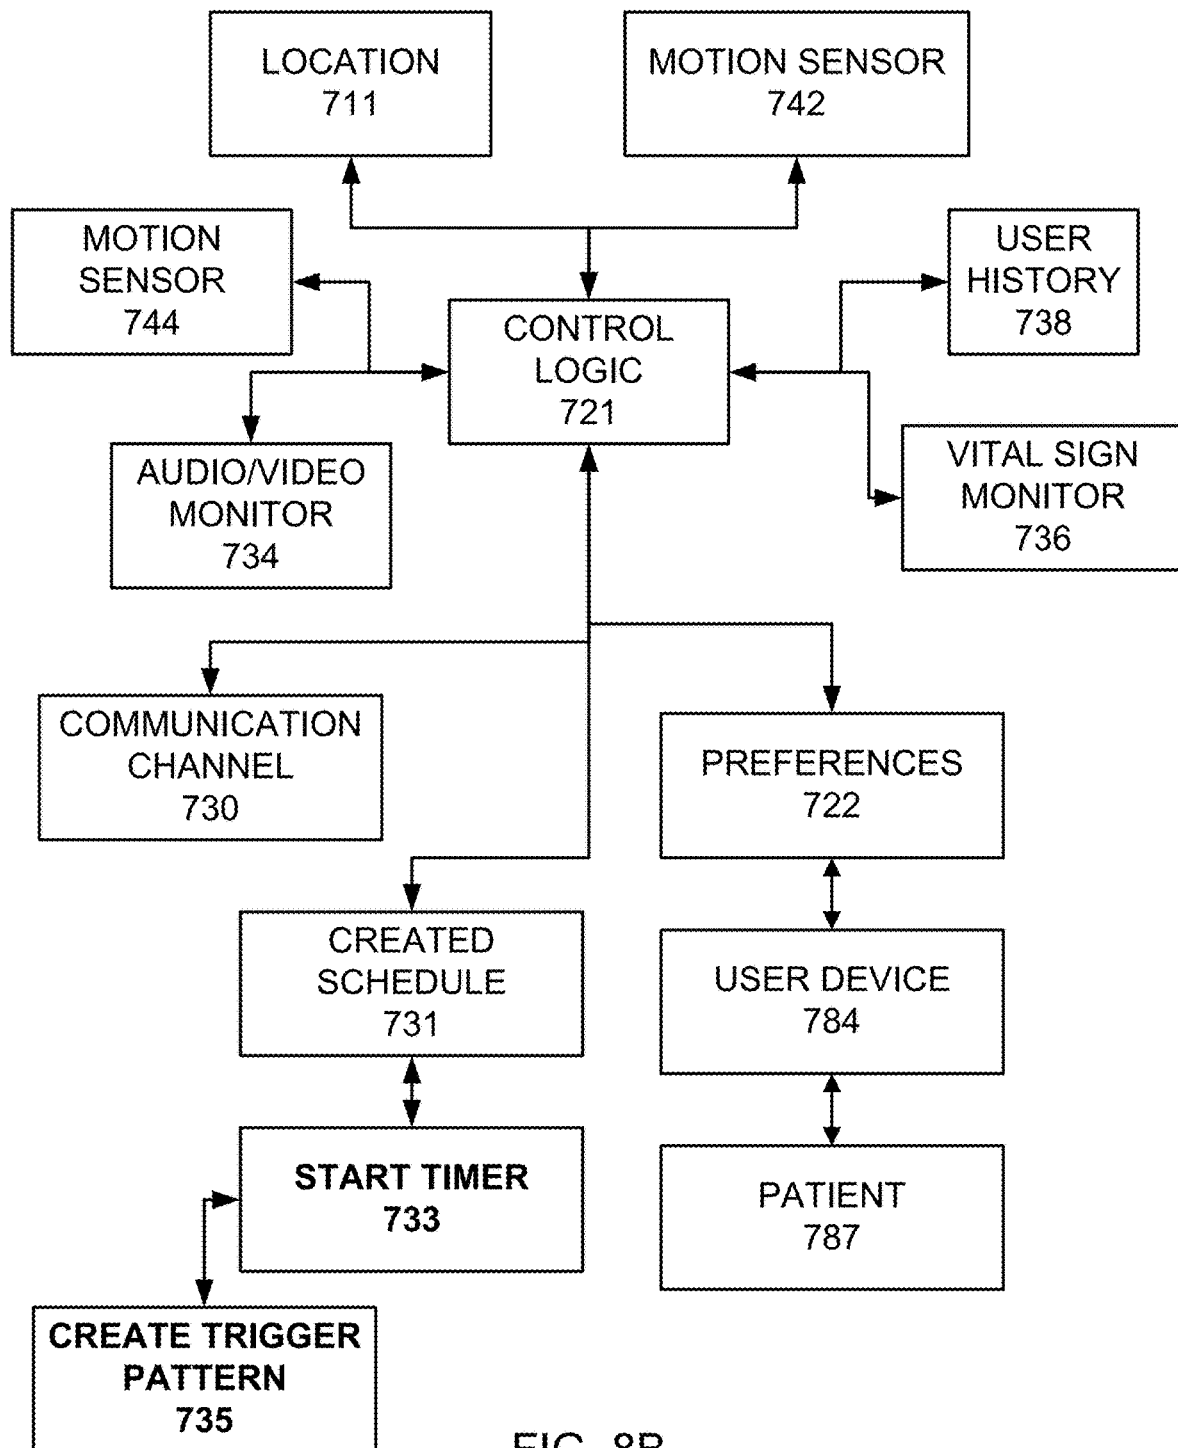 LOCATION
711
MOTION SENSOR
742
MOTION
SENSOR
744
USER
HISTORY
738
CONTROL
LOGIC
721
AUDIO/VIDEO
MONITOR
734
VITAL SIGN
MONITOR
736
COMMUNICATION
CHANNEL
730
PREFERENCES
722
CREATED
SCHEDULE
731
USER DEVICE
784
START TIMER
733
PATIENT
787
CREATE TRIGGER
PATTERN
735
FIG. 8B